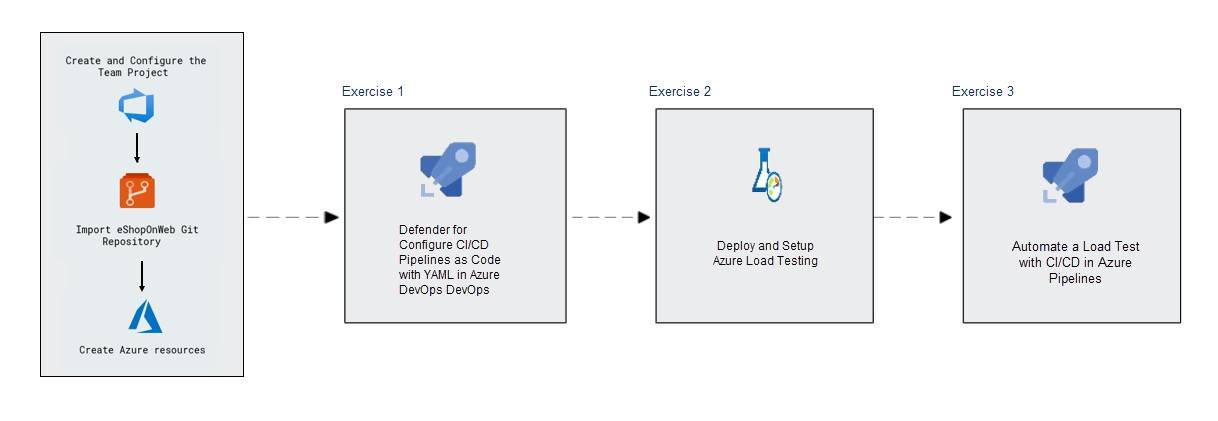 Create and Configure the
Team Project
Import eShopOnWeb Git
Repository
Create Azure resources
Exercise 1
Defender for
Configure CI/CD
Pipelines as Code
with YAML in Azure
DevOps DevOps
Exercise 2
Deploy and Setup
Azure Load Testing
Exercise 3
Automate a Load Test
with CI/CD in Azure
Pipelines